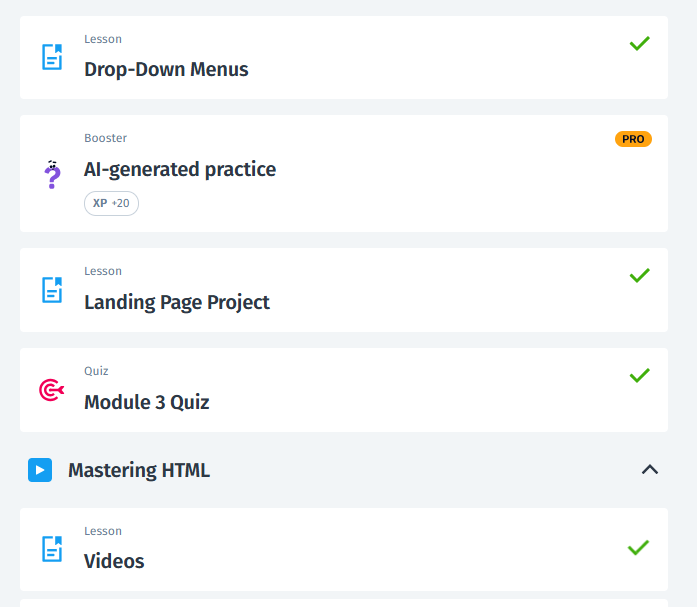 Lesson
Drop-Down Menus
Booster
PRO
AI-generated practice
XP +20
Lesson
Landing Page Project
Quiz
Module 3 Quiz
Mastering HTML
Lesson
Videos